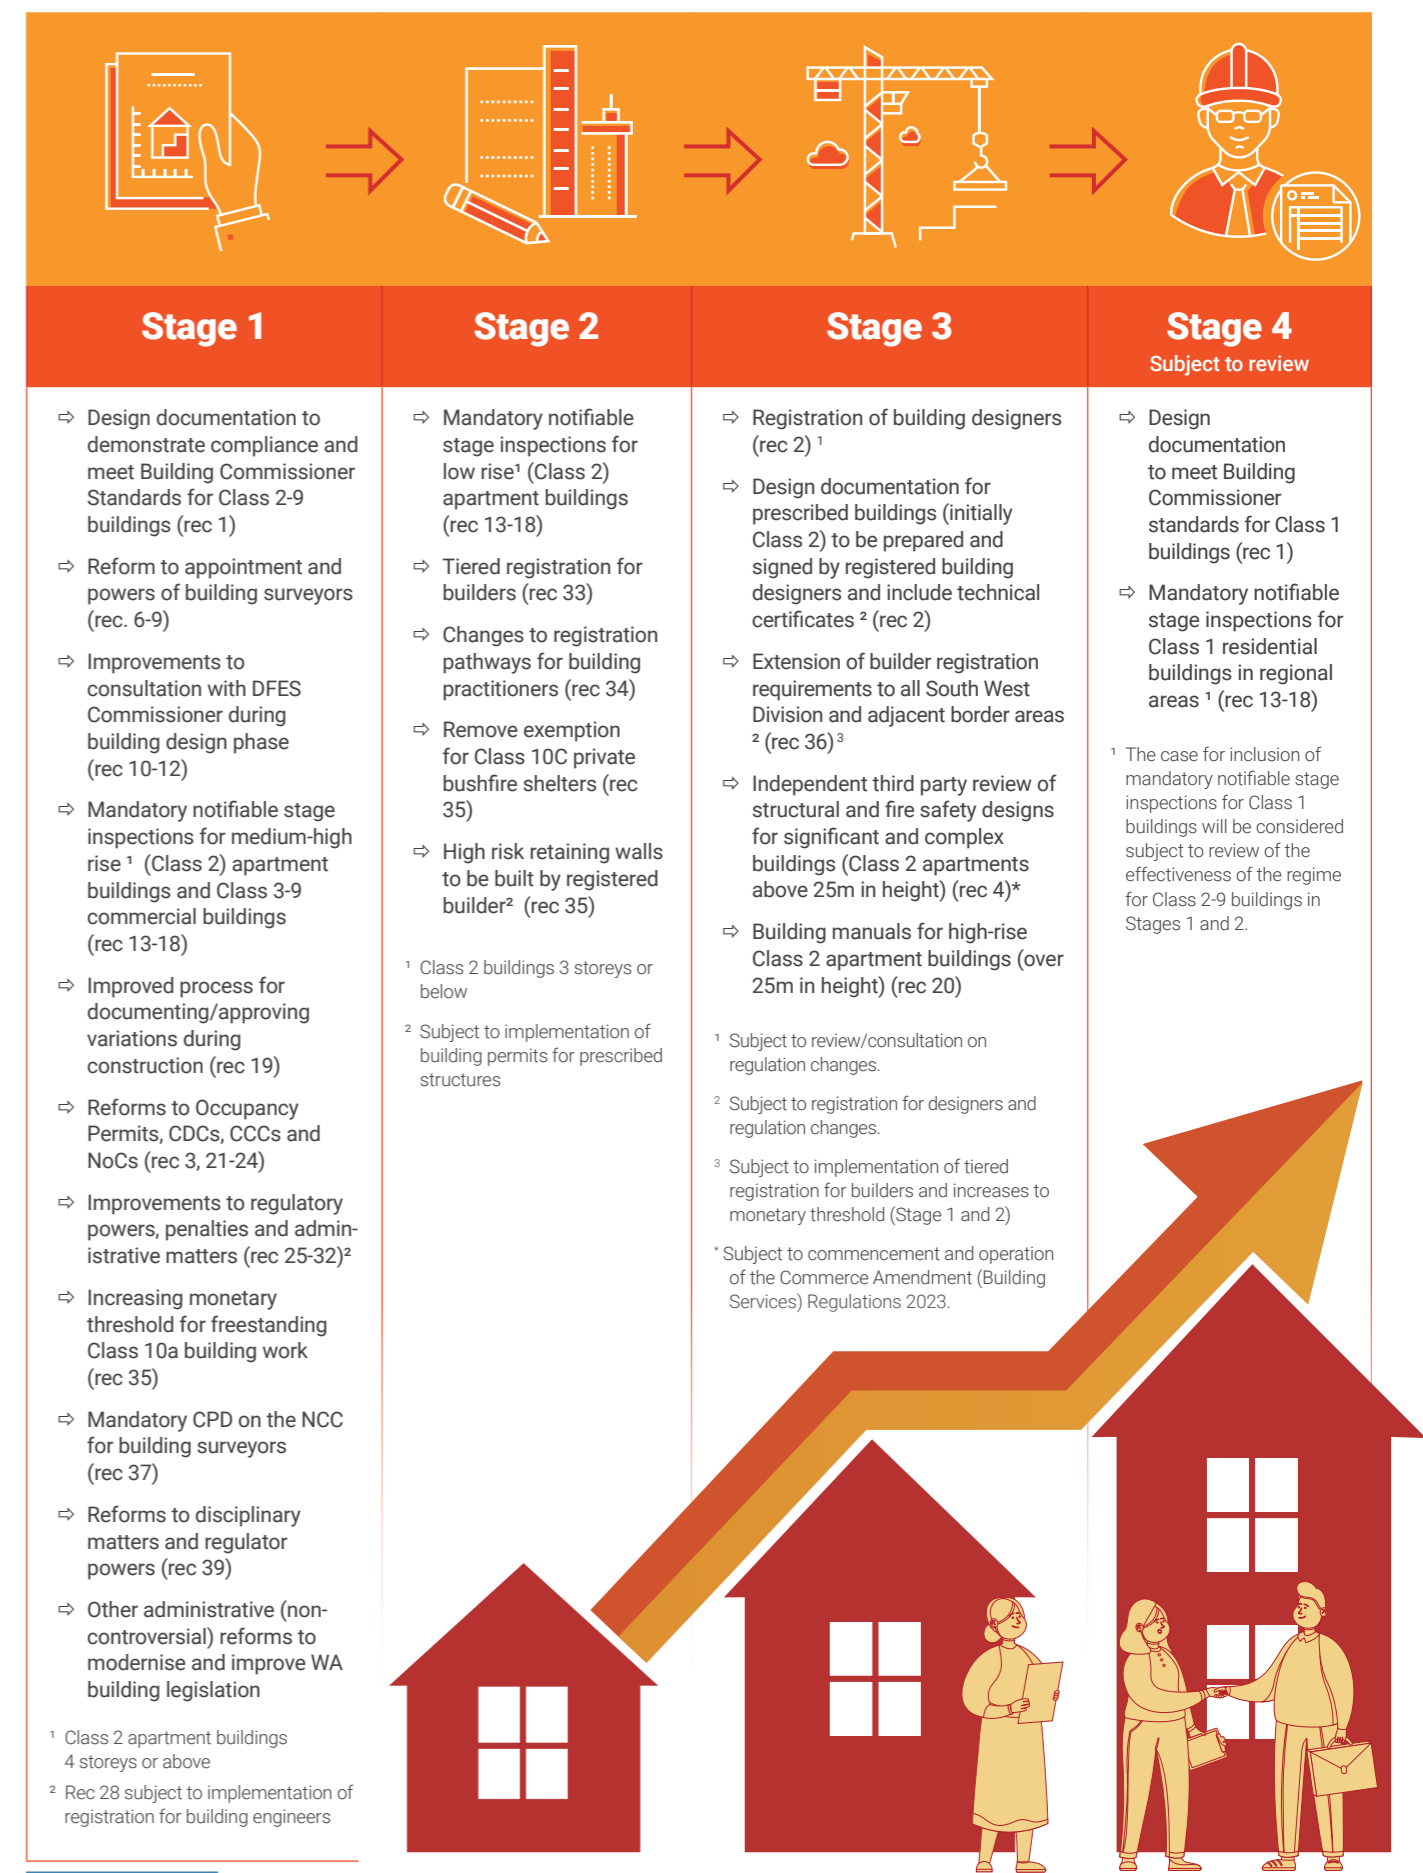 Stage 1
Design documentation to
demonstrate compliance and
meet Building Commissioner
Standards for Class 2-9
buildings (rec 1)
Reform to appointment and
powers of building surveyors
(rec. 6-9)
Improvements to
consultation with DFES
Commissioner during
building design phase
(rec 10-12)
Mandatory notifiable stage
inspections for medium-high
rise ¹ (Class 2) apartment
buildings and Class 3-9
commercial buildings
(rec 13-18)
Improved process for
documenting/approving
variations during
construction (rec 19)
Reforms to Occupancy
Permits, CDCs, CCCs and
NoCs (rec 3, 21-24)
Improvements to regulatory
powers, penalties and admin-
istrative matters (rec 25-32)²
Increasing monetary
threshold for freestanding
Class 10a building work
(rec 35)
Mandatory CPD on the NCC
for building surveyors
(rec 37)
Reforms to disciplinary
matters and regulator
powers (rec 39)
Other administrative (non-
controversial) reforms to
modernise and improve WA
building legislation
¹ Class 2 apartment buildings
4 storeys or above
² Rec 28 subject to implementation of
registration for building engineers
Stage 2
Mandatory notifiable
stage inspections for
low rise¹ (Class 2)
apartment buildings
(rec 13-18)
Tiered registration for
builders (rec 33)
Changes to registration
pathways for building
practitioners (rec 34)
Remove exemption
for Class 10C private
bushfire shelters (rec
35)
High risk retaining walls
to be built by registered
builder² (rec 35)
¹ Class 2 buildings 3 storeys or
below
² Subject to implementation of
building permits for prescribed
structures
Stage 3
Registration of building designers
(rec 2) ¹
Design documentation for
prescribed buildings (initially
Class 2) to be prepared and
signed by registered building
designers and include technical
certificates ² (rec 2)
Extension of builder registration
requirements to all South West
Division and adjacent border areas
² (rec 36) ³
Independent third party review of
structural and fire safety designs
for significant and complex
buildings (Class 2 apartments
above 25m in height) (rec 4)*
Building manuals for high-rise
Class 2 apartment buildings (over
25m in height) (rec 20)
¹ Subject to review/consultation on
regulation changes.
² Subject to registration for designers and
regulation changes.
³ Subject to implementation of tiered
registration for builders and increases to
monetary threshold (Stage 1 and 2)
* Subject to commencement and operation
of the Commerce Amendment (Building
Services) Regulations 2023.
Stage 4
Subject to review
Design
documentation
to meet Building
Commissioner
standards for Class 1
buildings (rec 1)
Mandatory notifiable
stage inspections for
Class 1 residential
buildings in regional
areas ¹ (rec 13-18)
¹ The case for inclusion of
mandatory notifiable stage
inspections for Class 1
buildings will be considered
subject to review of the
effectiveness of the regime
for Class 2-9 buildings in
Stages 1 and 2.